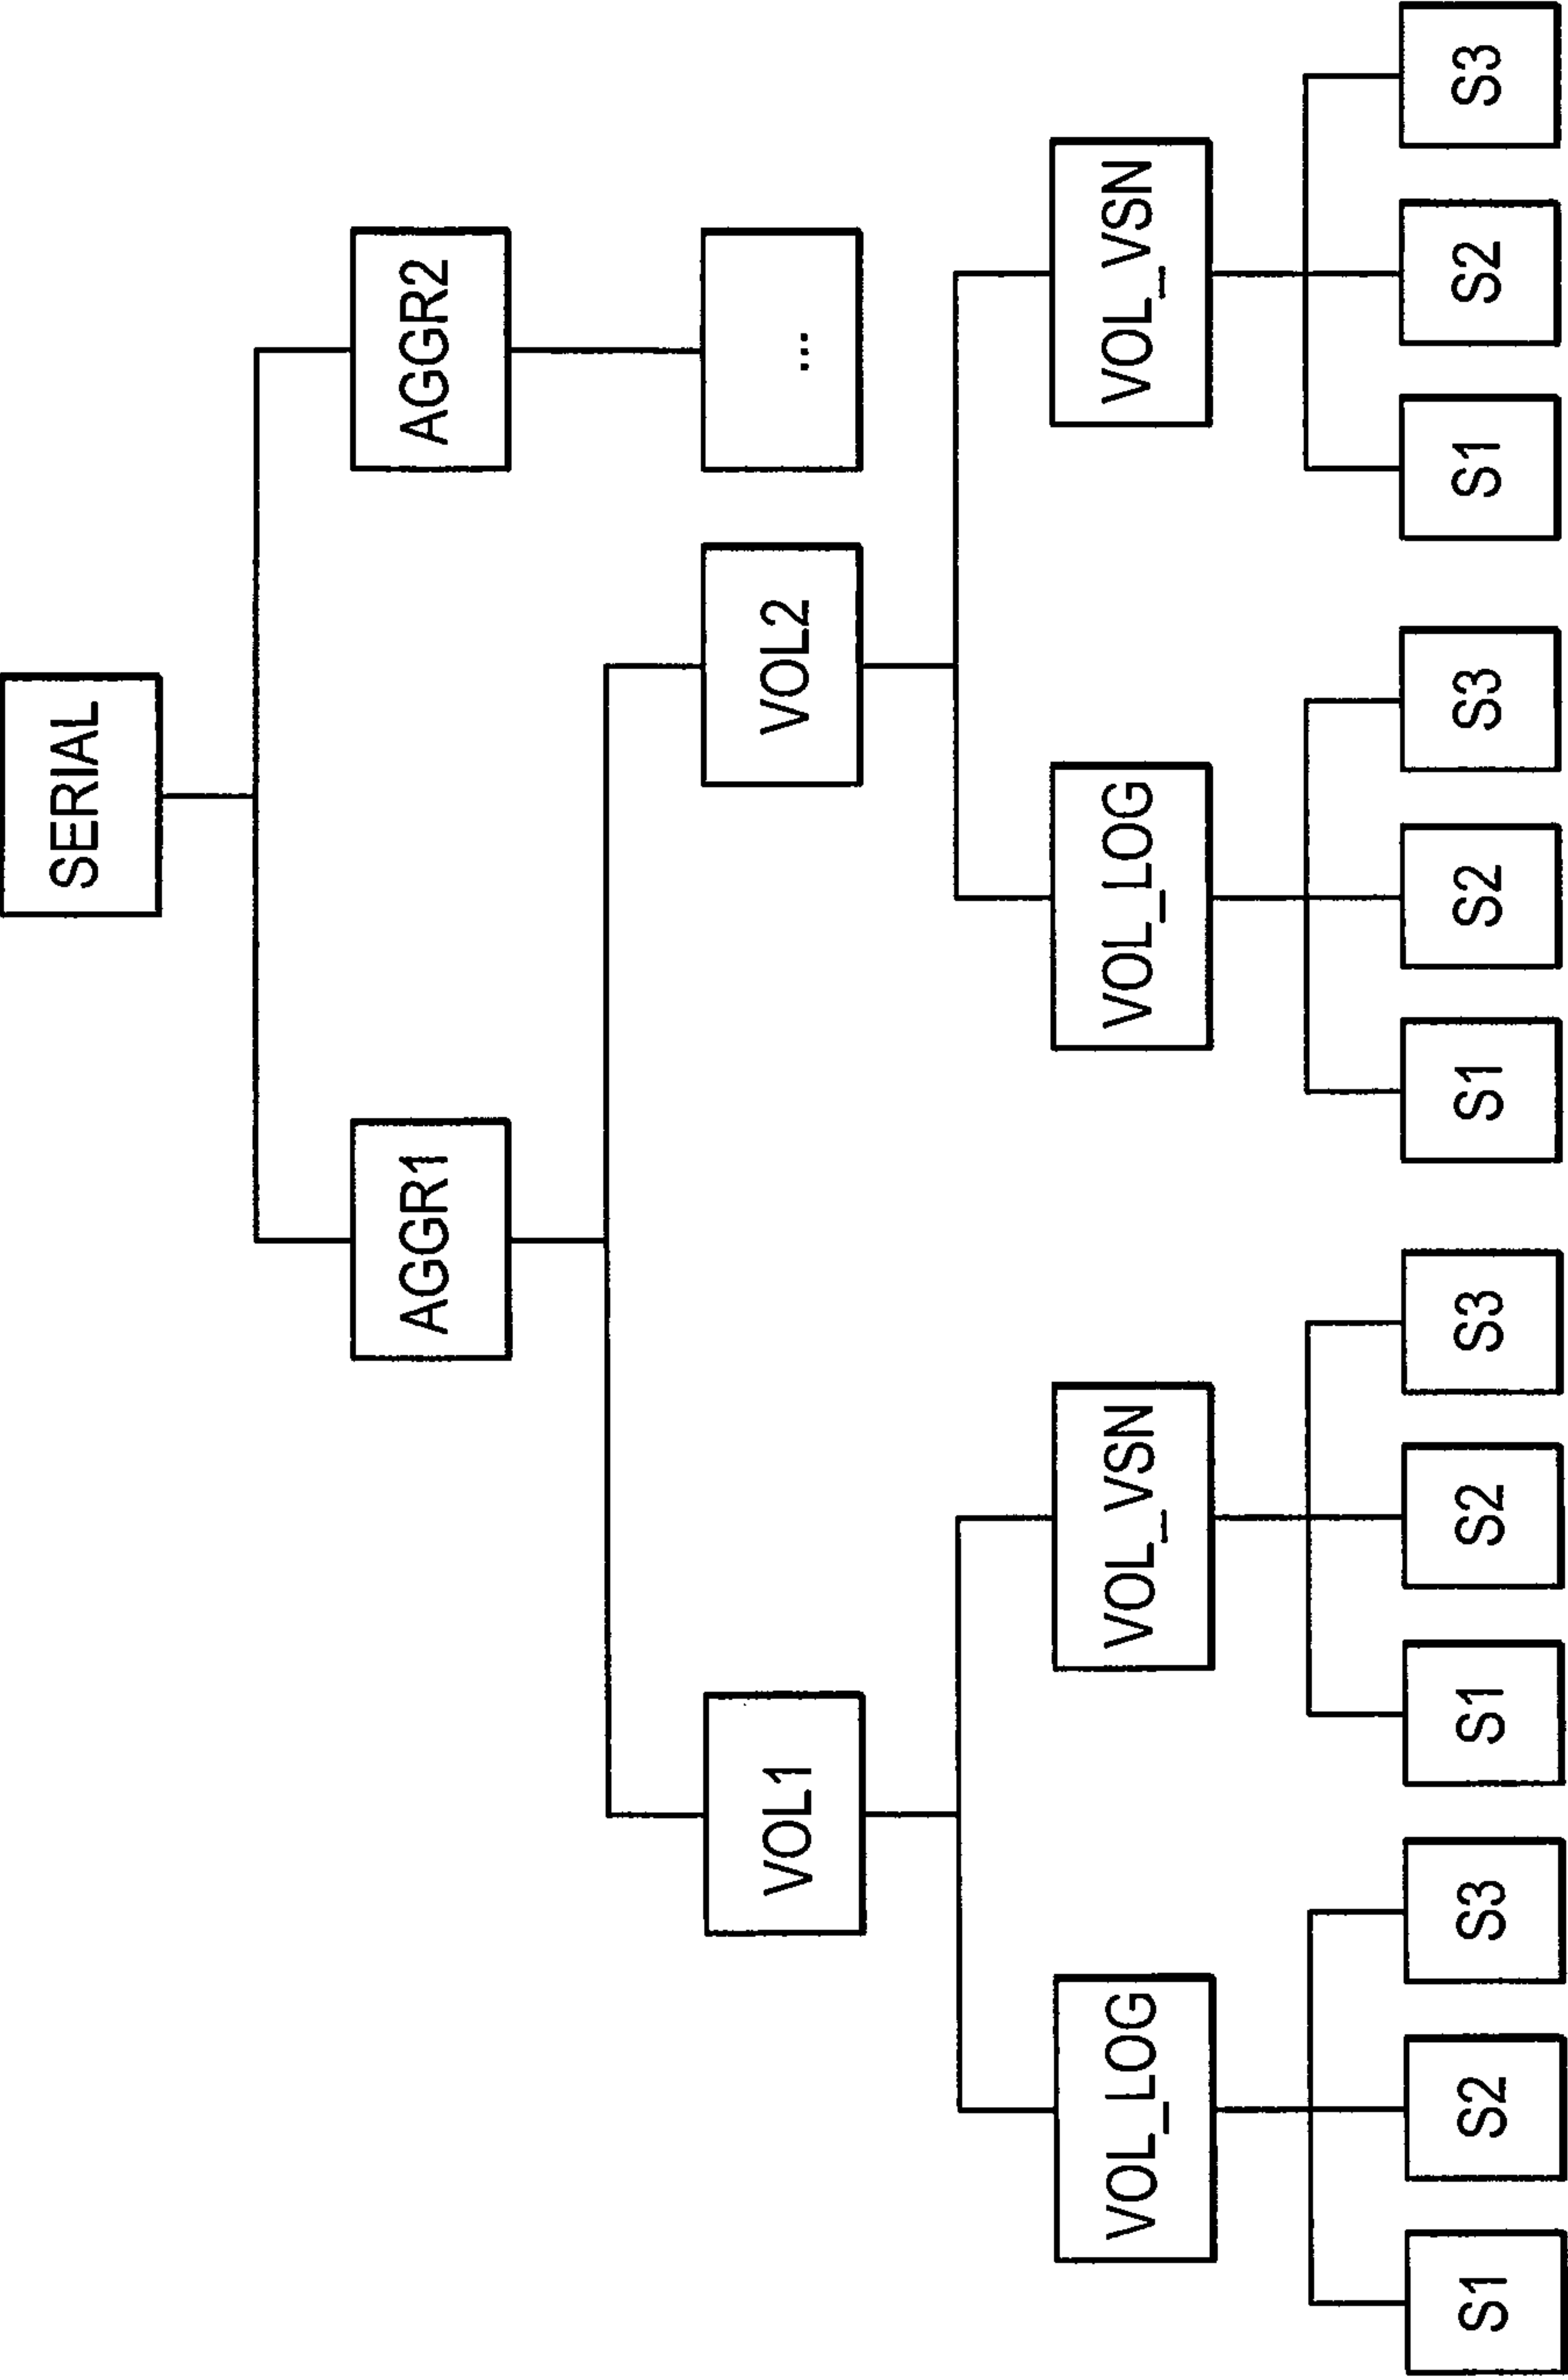 SERIAL
AGGR1
AGGR2
VOL1
VOL2
...
VOL_LOG
VOL_VSN
VOL_LOG
VOL_VSN
S1
S2
S3
S1
S2
S3
S1
S2
S3
S1
S2
S3